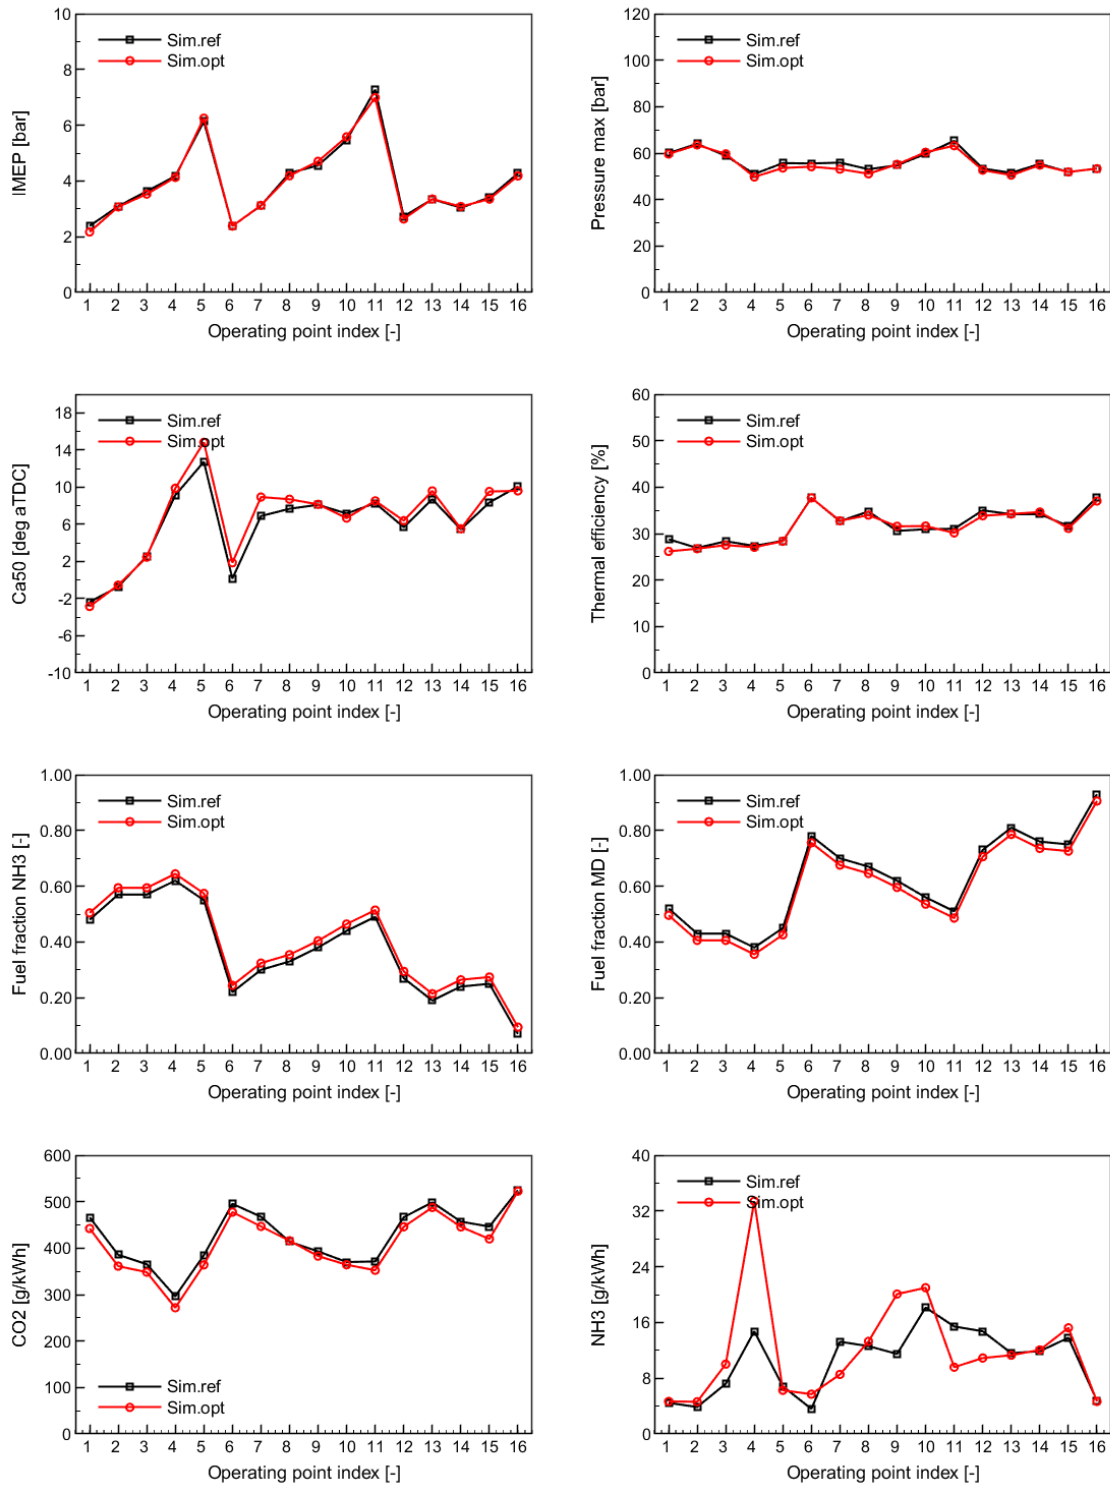 IMEP [bar]
10
8
6
4
2
0
Sim.ref
Sim.opt
1 2 3 4 5 6 7 8 9 10 11 12 13 14 15 16
Operating point index [-]
Pressure max [bar]
120
100
80
60
40
20
0
Sim.ref
Sim.opt
1 2 3 4 5 6 7 8 9 10 11 12 13 14 15 16
Operating point index [-]
Ca50 [deg aTDC]
18
14
10
6
2
-2
-6
-10
Sim.ref
Sim.opt
1 2 3 4 5 6 7 8 9 10 11 12 13 14 15 16
Operating point index [-]
Thermal efficiency [%]
60
50
40
30
20
10
0
Sim.ref
Sim.opt
1 2 3 4 5 6 7 8 9 10 11 12 13 14 15 16
Operating point index [-]
Fuel fraction NH3 [-]
1.00
0.80
0.60
0.40
0.20
0.00
Sim.ref
Sim.opt
1 2 3 4 5 6 7 8 9 10 11 12 13 14 15 16
Operating point index [-]
Fuel fraction MD [-]
1.00
0.80
0.60
0.40
0.20
0.00
Sim.ref
Sim.opt
1 2 3 4 5 6 7 8 9 10 11 12 13 14 15 16
Operating point index [-]
CO2 [g/kWh]
600
500
400
300
200
100
0
Sim.ref
Sim.opt
1 2 3 4 5 6 7 8 9 10 11 12 13 14 15 16
Operating point index [-]
NH3 [g/kWh]
40
32
24
16
8
0
Sim.ref
Sim.opt
1 2 3 4 5 6 7 8 9 10 11 12 13 14 15 16
Operating point index [-]